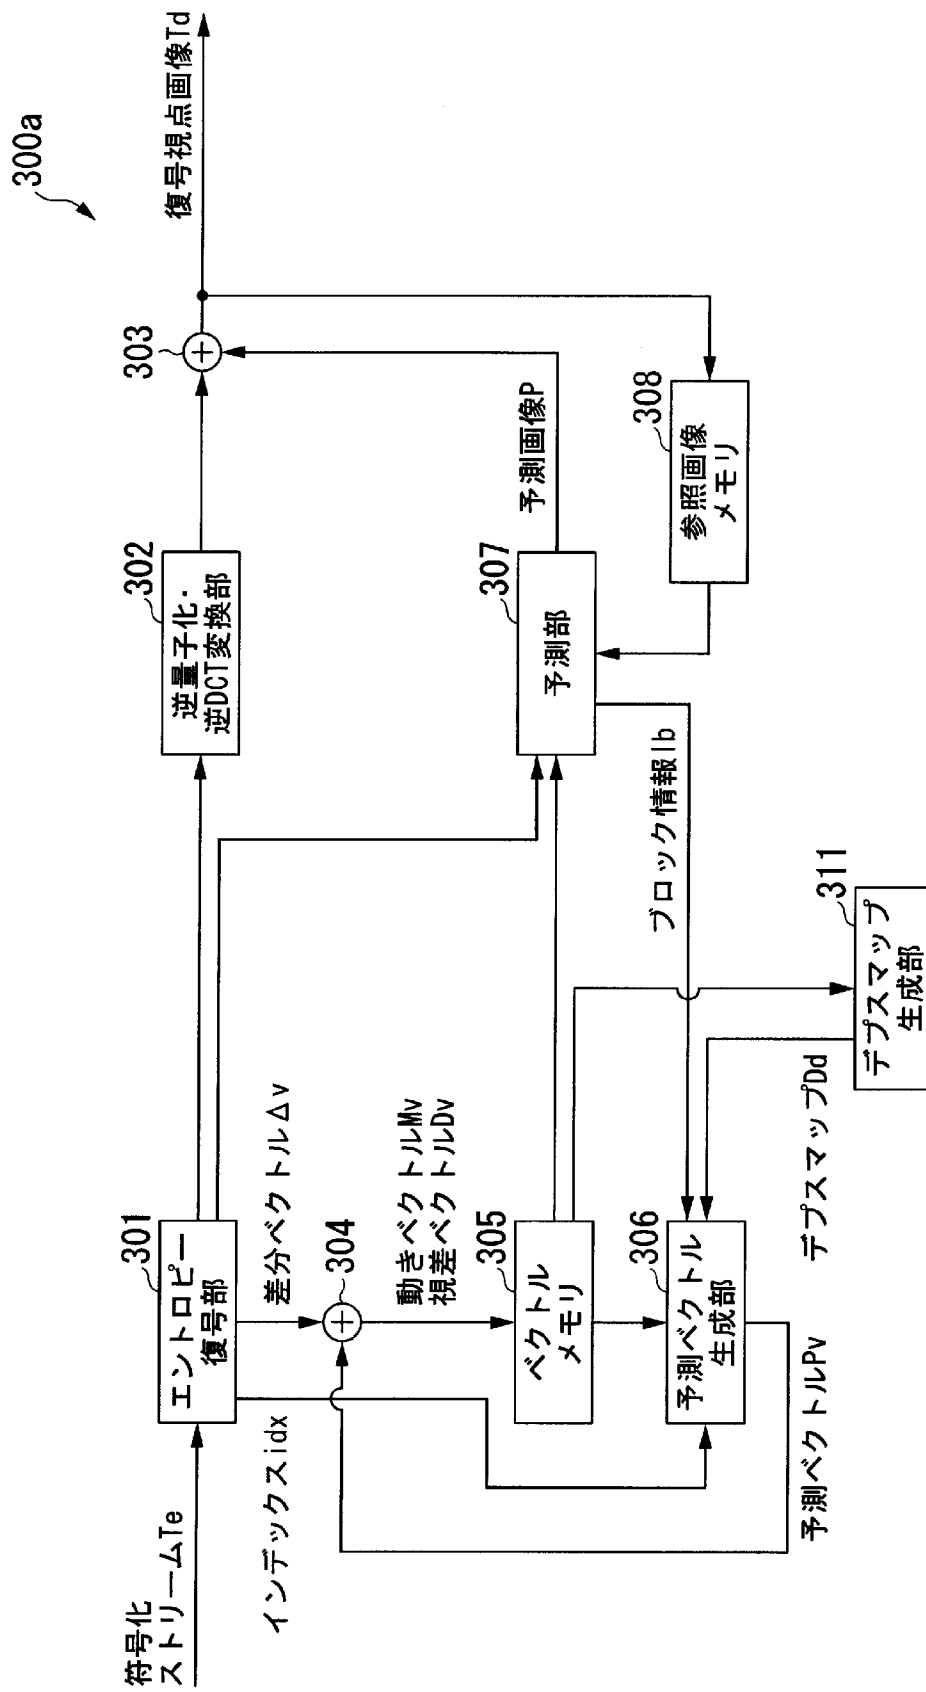 300a
符号化
ストリームTe
301
エントロピー
復号部
302
逆量子化・
逆DCT変換部
303
+
復号視点画像Td
差分ベクトルΔv
インデックスidx
304
+
動きベクトルMv
視差ベクトルDv
305
ベクトル
メモリ
306
予測ベクトル
生成部
予測ベクトルPv
307
予測部
予測画像P
308
参照画像
メモリ
ブロック情報Ib
デプスマップDd
311
デプスマップ
生成部